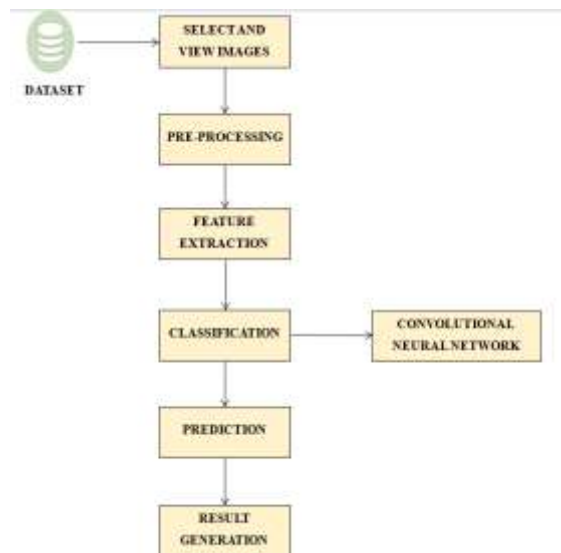 SELECT AND
VIEW IMAGES
DATASET
PRE-PROCESSING
FEATURE
EXTRACTION
CLASSIFICATION
CONVOLUTIONAL
NEURAL NETWORK
PREDICTION
RESULT
GENERATION